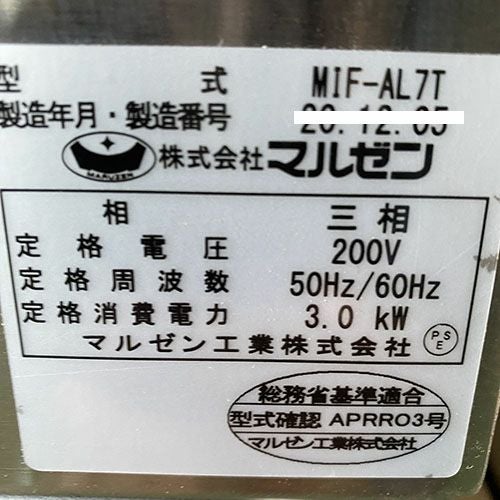 型式 MIF-AL7T
製造年月・製造番号 20.12.05
MARUZEN 株式会社 マルゼン
相 三相
定格電圧 200V
定格周波数 50Hz/60Hz
定格消費電力 3.0 kW
マルゼン工業株式会社 PSE
総務省基準適合
型式確認 APRRO3号
マルゼン工業株式会社